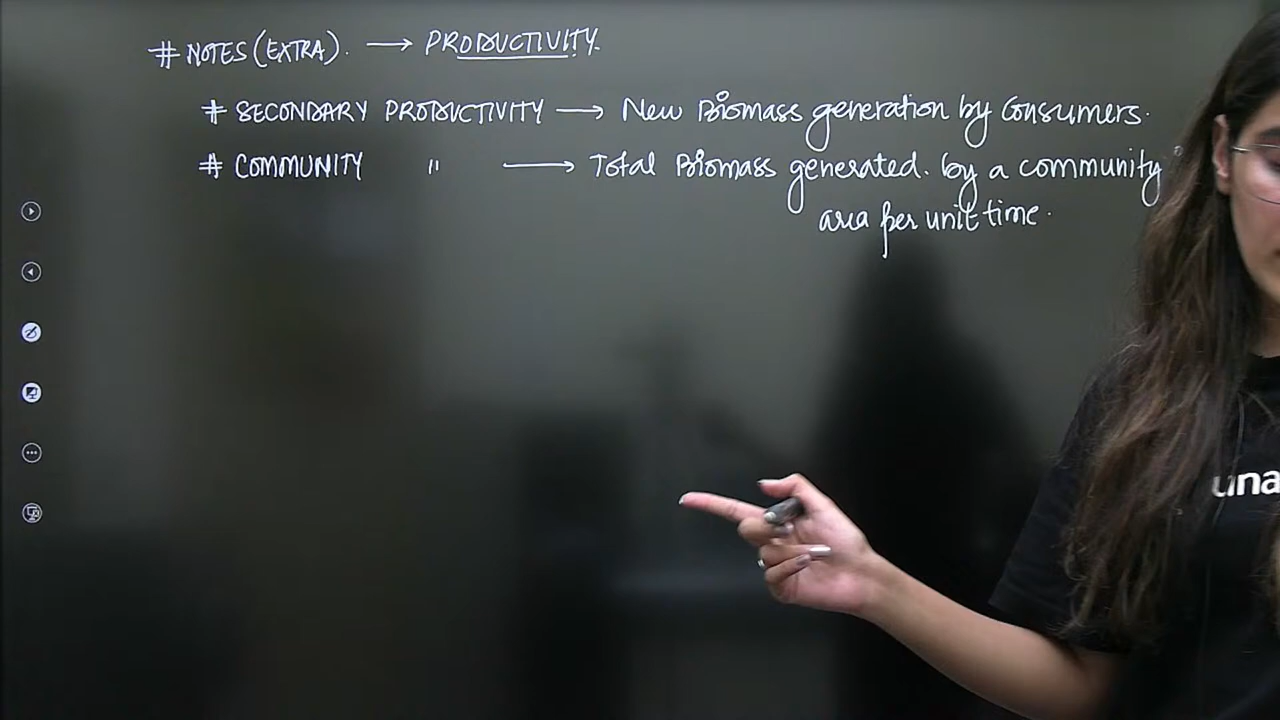 # NOTES (EXTRA). → PRODUCTIVITY.
# SECONDARY PRODUCTIVITY → New Biomass generation by Consumers.
# COMMUNITY " → Total Biomass generated. by a community
area per unit time.
una